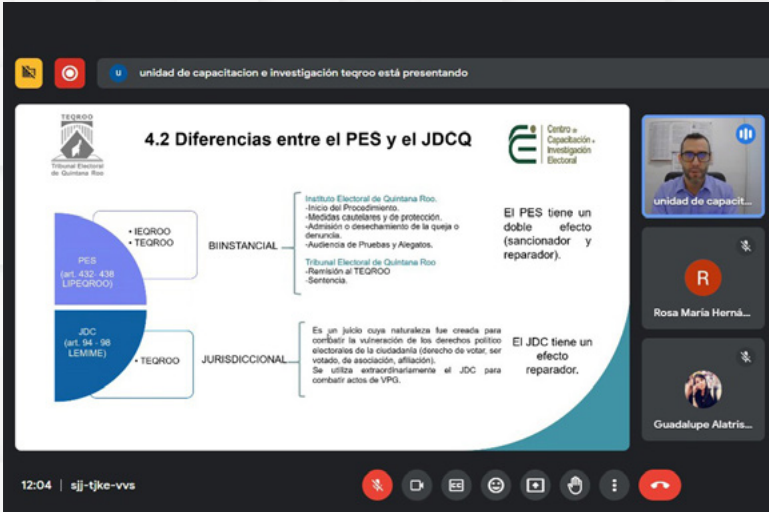 u unidad de capacitacion e investigación teqroo está presentando
TEQROO
Tribunal Electoral
de Quintana Roo
4.2 Diferencias entre el PES y el JDCQ
Centro de
Capacitación e
Investigación
Electoral
PES
(art. 432- 438
LIPEQROO)
• IEQROO
• TEQROO
BIINSTANCIAL
Instituto Electoral de Quintana Roo.
-Inicio del Procedimiento.
-Medidas cautelares y de protección.
-Admisión o desechamiento de la queja o
denuncia.
-Audiencia de Pruebas y Alegatos.
Tribunal Electoral de Quintana Roo
-Remisión al TEQROO
-Sentencia.
El PES tiene un
doble efecto
(sancionador y
reparador).
JDC
(art. 94 - 98
LEMIME)
• TEQROO
JURISDICCIONAL
Es un juicio cuya naturaleza fue creada para
combatir la vulneración de los derechos político
electorales de la ciudadanía (derecho de votar, ser
votado, de asociación, afiliación).
Se utiliza extraordinariamente el JDC para
combatir actos de VPG.
El JDC tiene un
efecto
reparador.
unidad de capacit...
R
Rosa María Herná...
Guadalupe Alatris...
12:04 | sjj-tjke-vvs